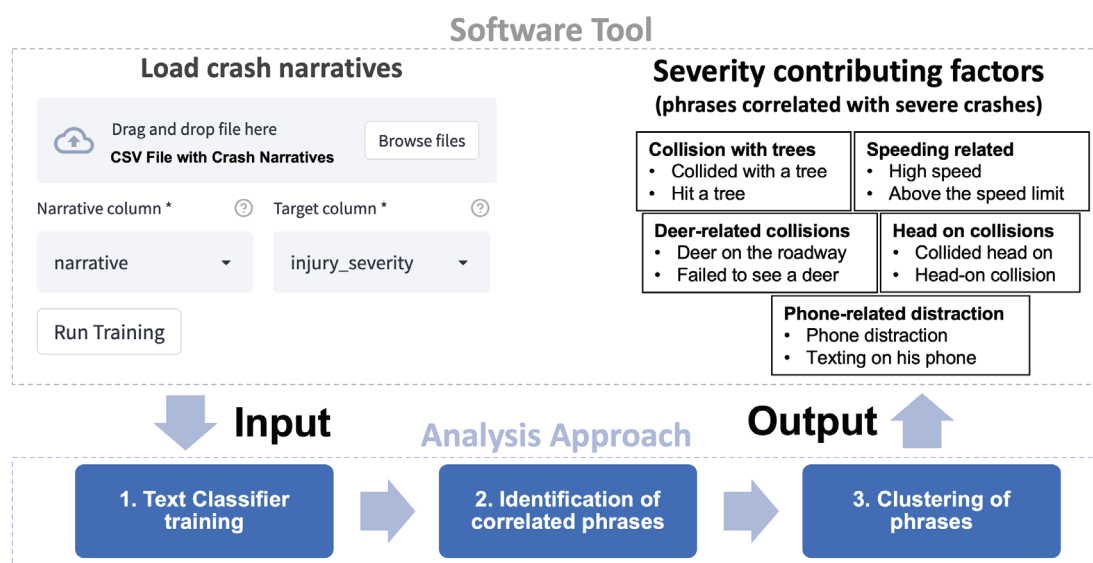 Software Tool
Load crash narratives
Drag and drop file here
CSV File with Crash Narratives
Browse files
Narrative column *
Target column *
narrative
injury_severity
Run Training
Severity contributing factors
(phrases correlated with severe crashes)
Collision with trees
• Collided with a tree
• Hit a tree
Speeding related
• High speed
• Above the speed limit
Deer-related collisions
• Deer on the roadway
• Failed to see a deer
Head on collisions
• Collided head on
• Head-on collision
Phone-related distraction
• Phone distraction
• Texting on his phone
Input
Analysis Approach
Output
1. Text Classifier
training
2. Identification of
correlated phrases
3. Clustering of
phrases